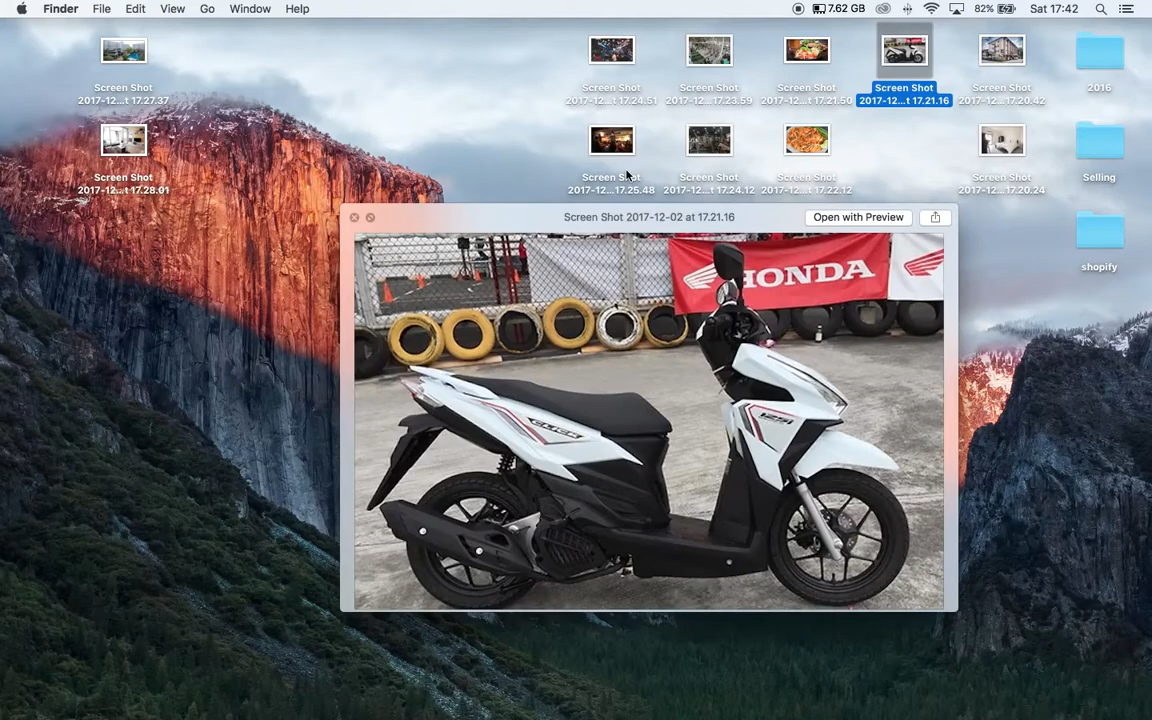 Finder File Edit View Go Window Help 7.62 GB 82% Sat 17:42
Screen Shot
2017-12...t 17.27.37
Screen Shot
2017-12...t 17.24.51
Screen Shot
2017-12...t 17.23.59
Screen Shot
2017-12...t 17.21.50
Screen Shot
2017-12...t 17.21.16
Screen Shot
2017-12...t 17.20.42
2016
Screen Shot
2017-12...t 17.28.01
Screen Shot
2017-12...17.25.48
Screen Shot
2017-12...t 17.24.12
Screen Shot
2017-12...t 17.22.12
Screen Shot
2017-12...t 17.20.24
Selling
Screen Shot 2017-12-02 at 17.21.16 Open with Preview
shopify
HONDA
125i
CLICK